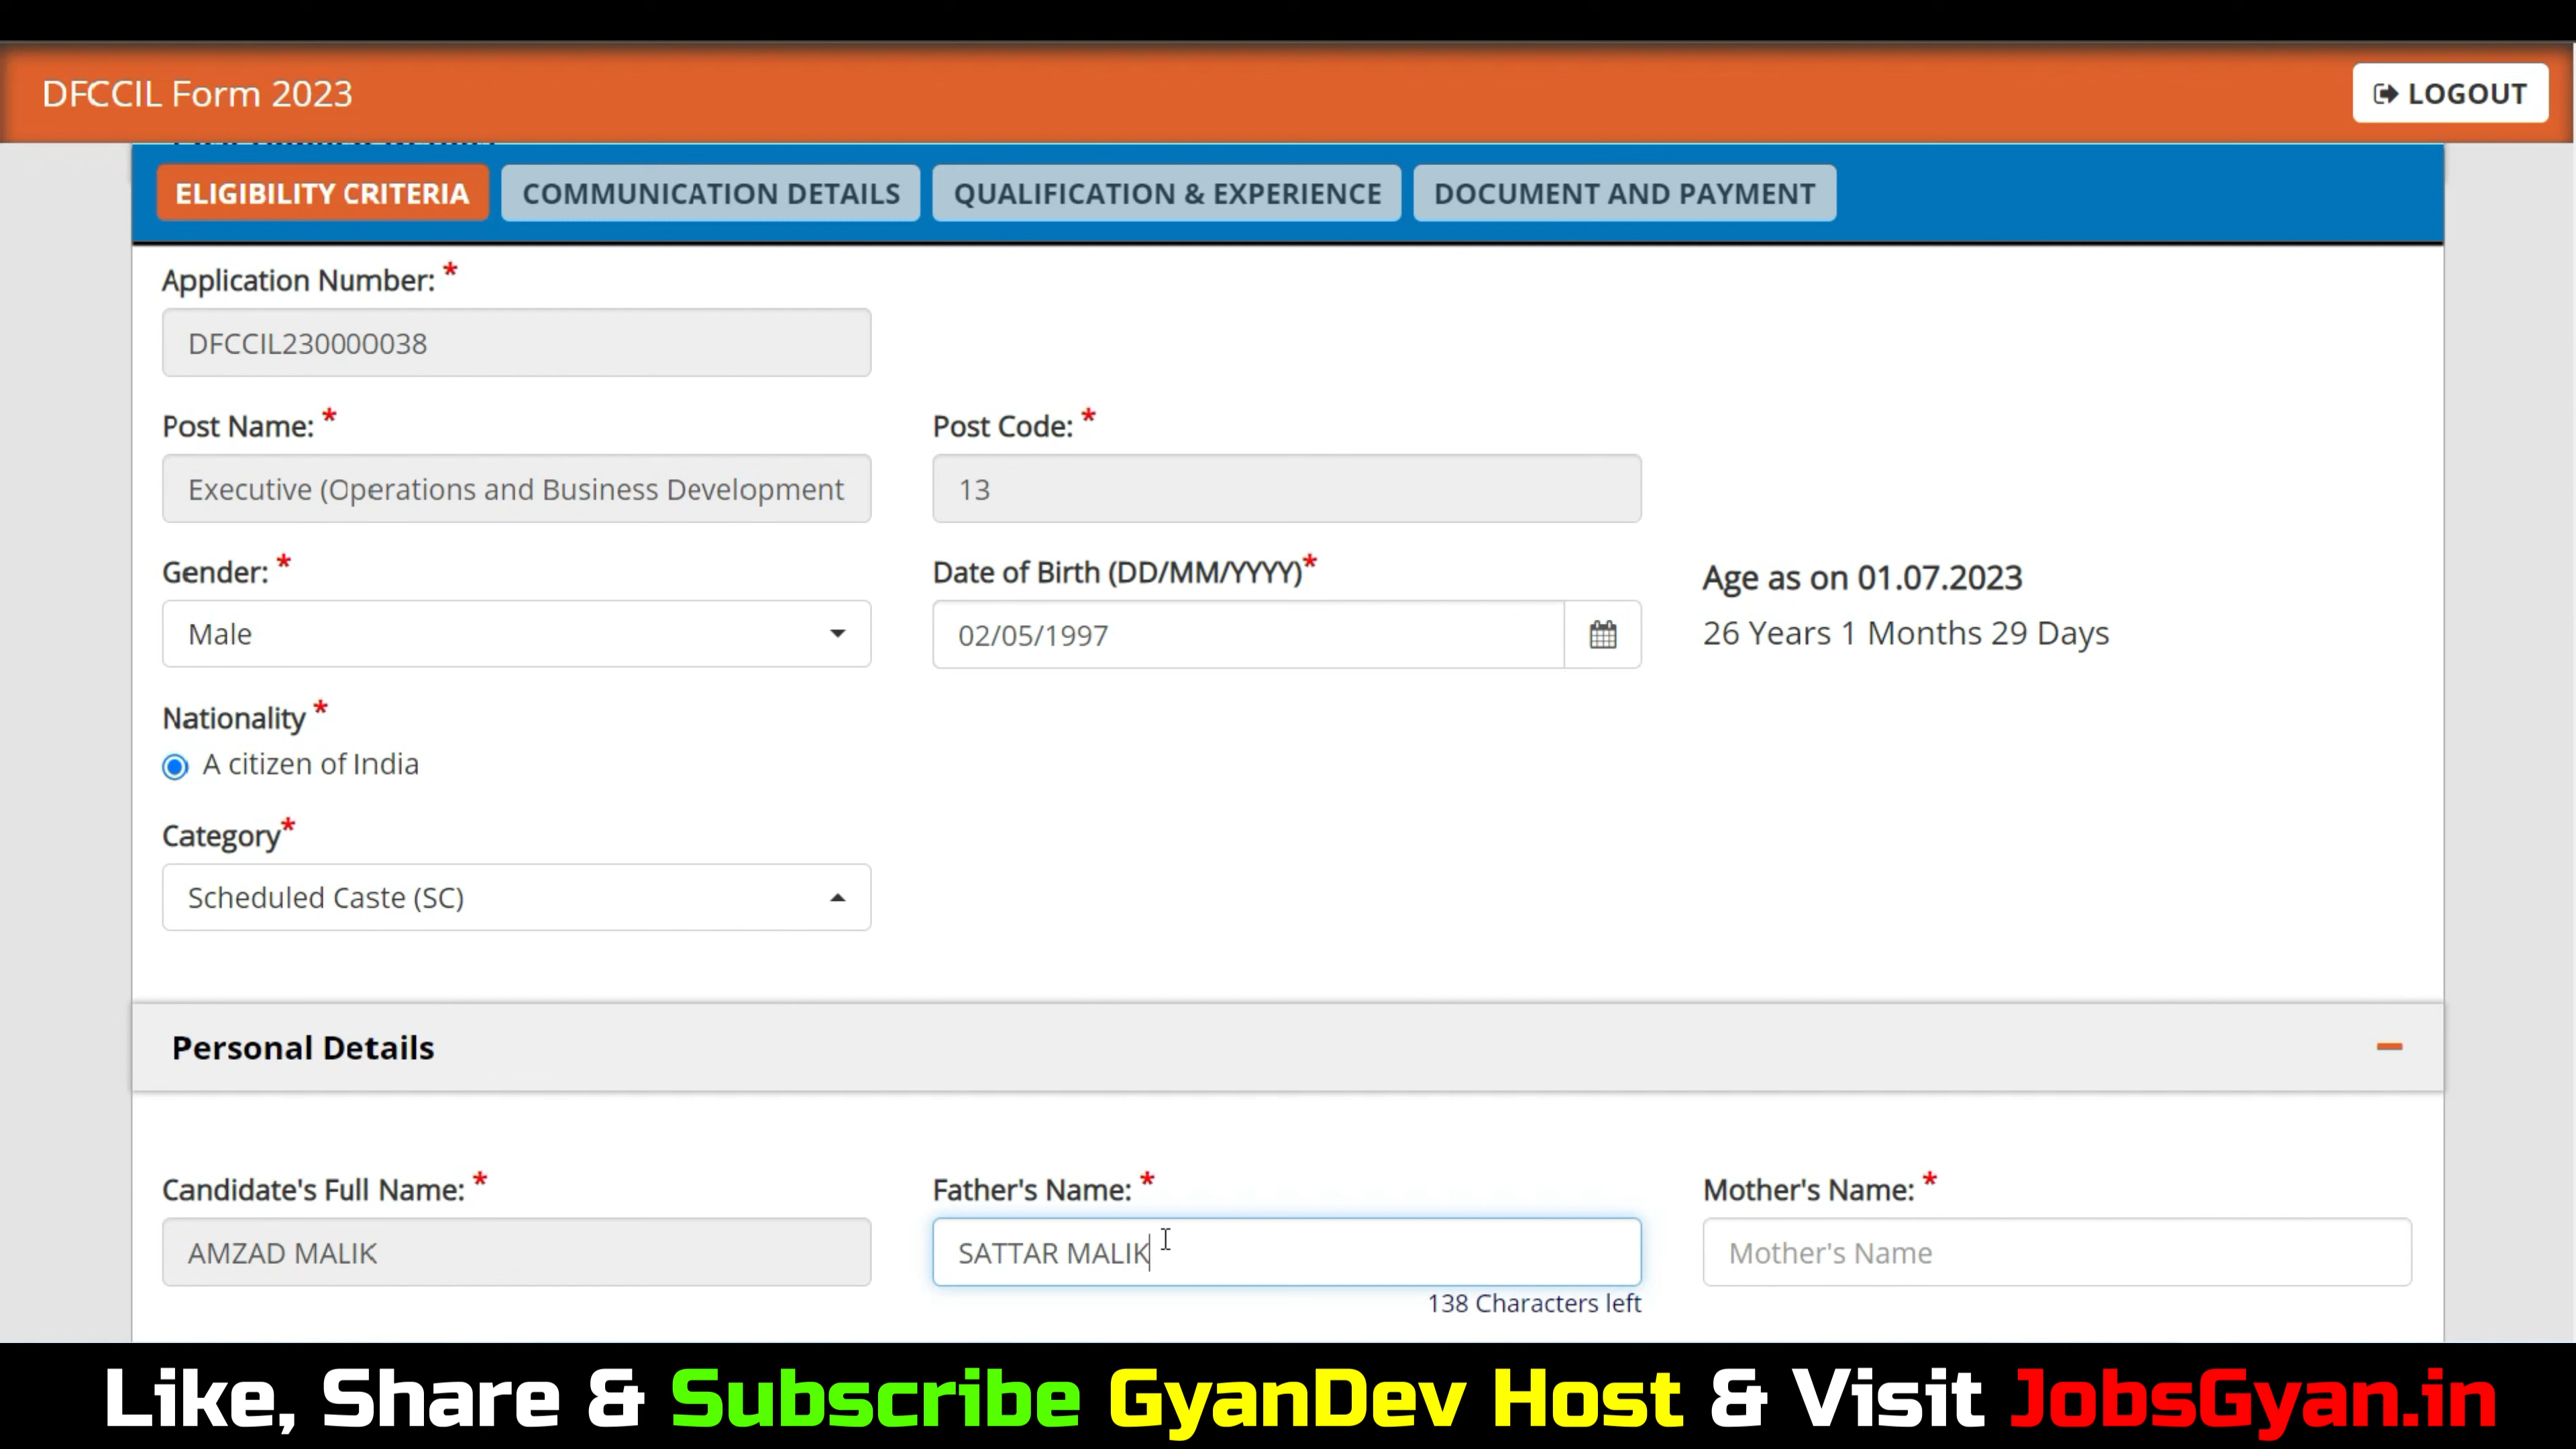 DFCCIL Form 2023
LOGOUT
ELIGIBILITY CRITERIA
COMMUNICATION DETAILS
QUALIFICATION & EXPERIENCE
DOCUMENT AND PAYMENT
Application Number: *
DFCCIL230000038
Post Name: *
Post Code: *
Executive (Operations and Business Development
13
Gender: *
Date of Birth (DD/MM/YYYY)*
Age as on 01.07.2023
Male
02/05/1997
26 Years 1 Months 29 Days
Nationality *
A citizen of India
Category*
Scheduled Caste (SC)
Personal Details
Candidate's Full Name: *
Father's Name: *
Mother's Name: *
AMZAD MALIK
SATTAR MALIK
Mother's Name
138 Characters left
Like, Share & Subscribe GyanDev Host & Visit JobsGyan.in